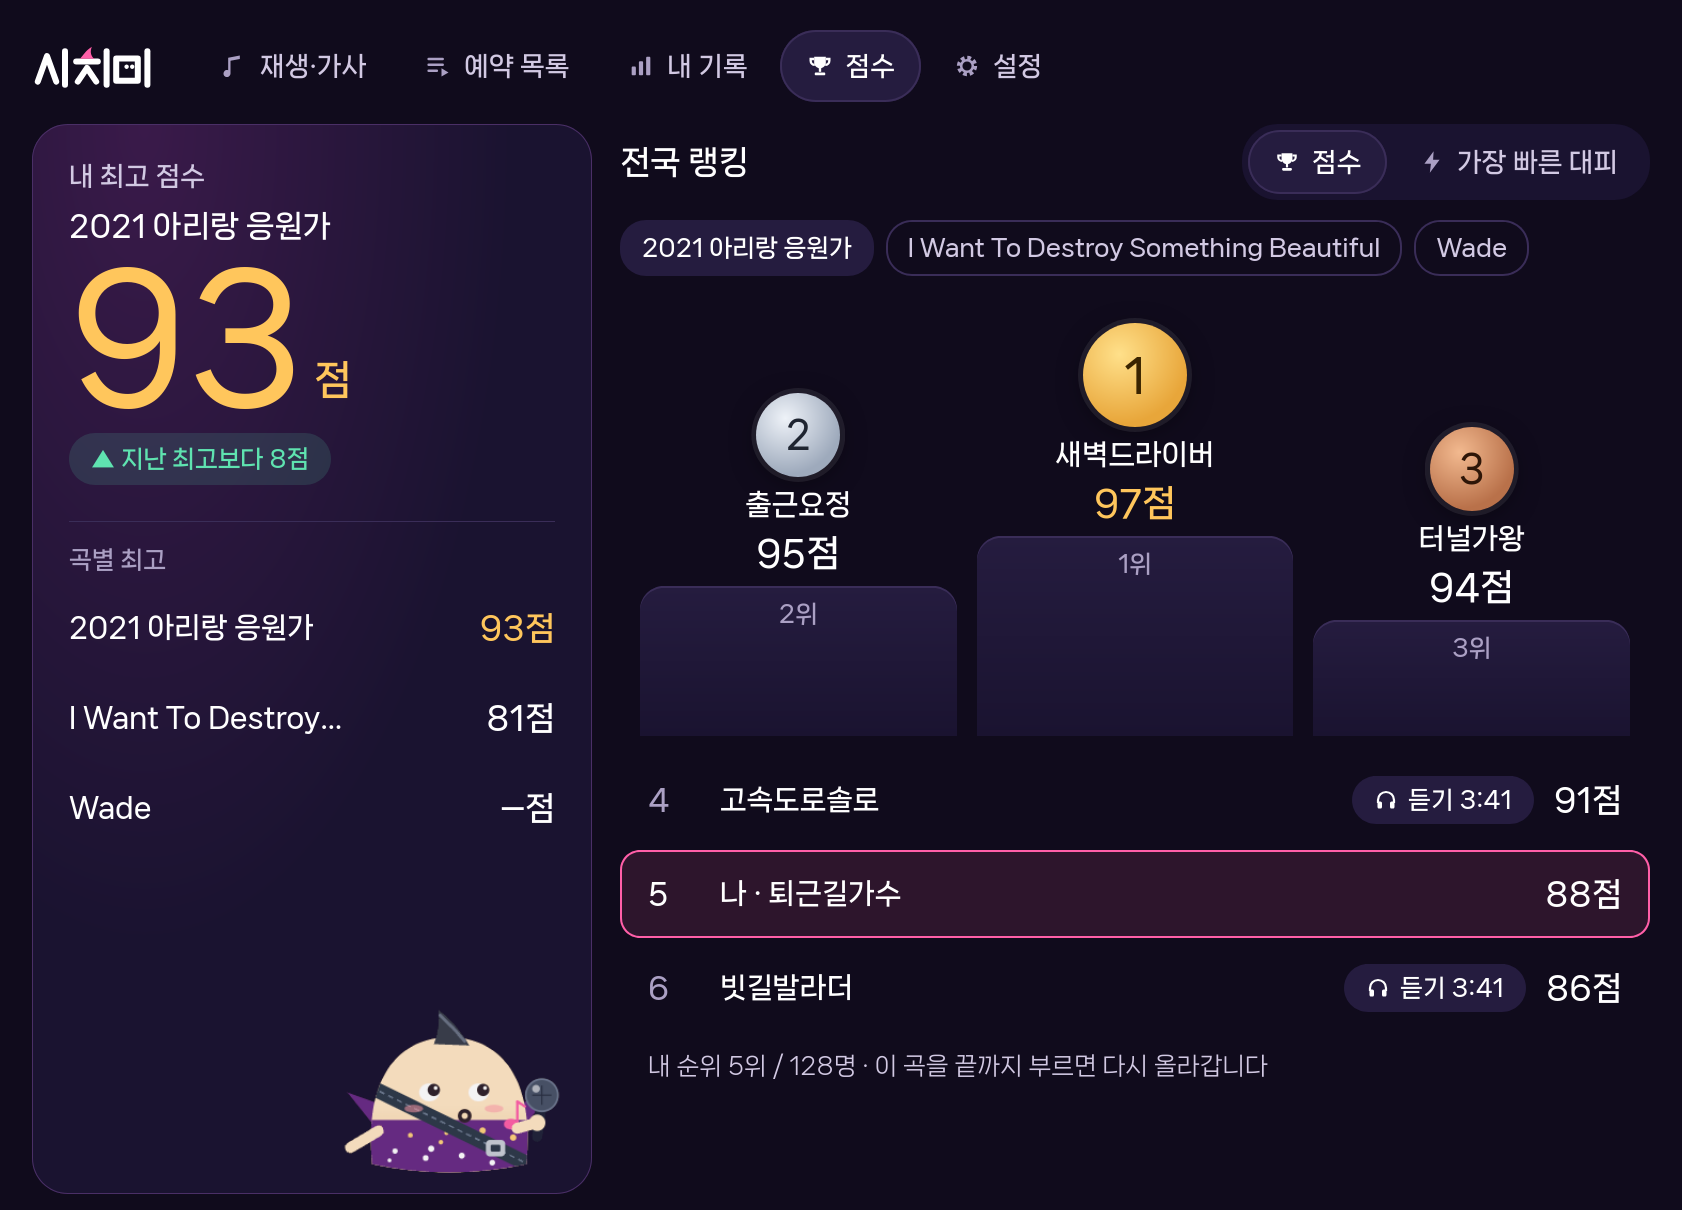 시치미
재생·가사
예약 목록
내 기록
점수
설정
내 최고 점수
2021 아리랑 응원가
93점
▲ 지난 최고보다 8점
곡별 최고
2021 아리랑 응원가 93점
I Want To Destroy... 81점
Wade –점
전국 랭킹
점수
가장 빠른 대피
2021 아리랑 응원가
I Want To Destroy Something Beautiful
Wade
1
새벽드라이버
97점
1위
2
출근요정
95점
2위
3
터널가왕
94점
3위
4 고속도로솔로 듣기 3:41 91점
5 나 · 퇴근길가수 88점
6 빗길발라더 듣기 3:41 86점
내 순위 5위 / 128명 · 이 곡을 끝까지 부르면 다시 올라갑니다